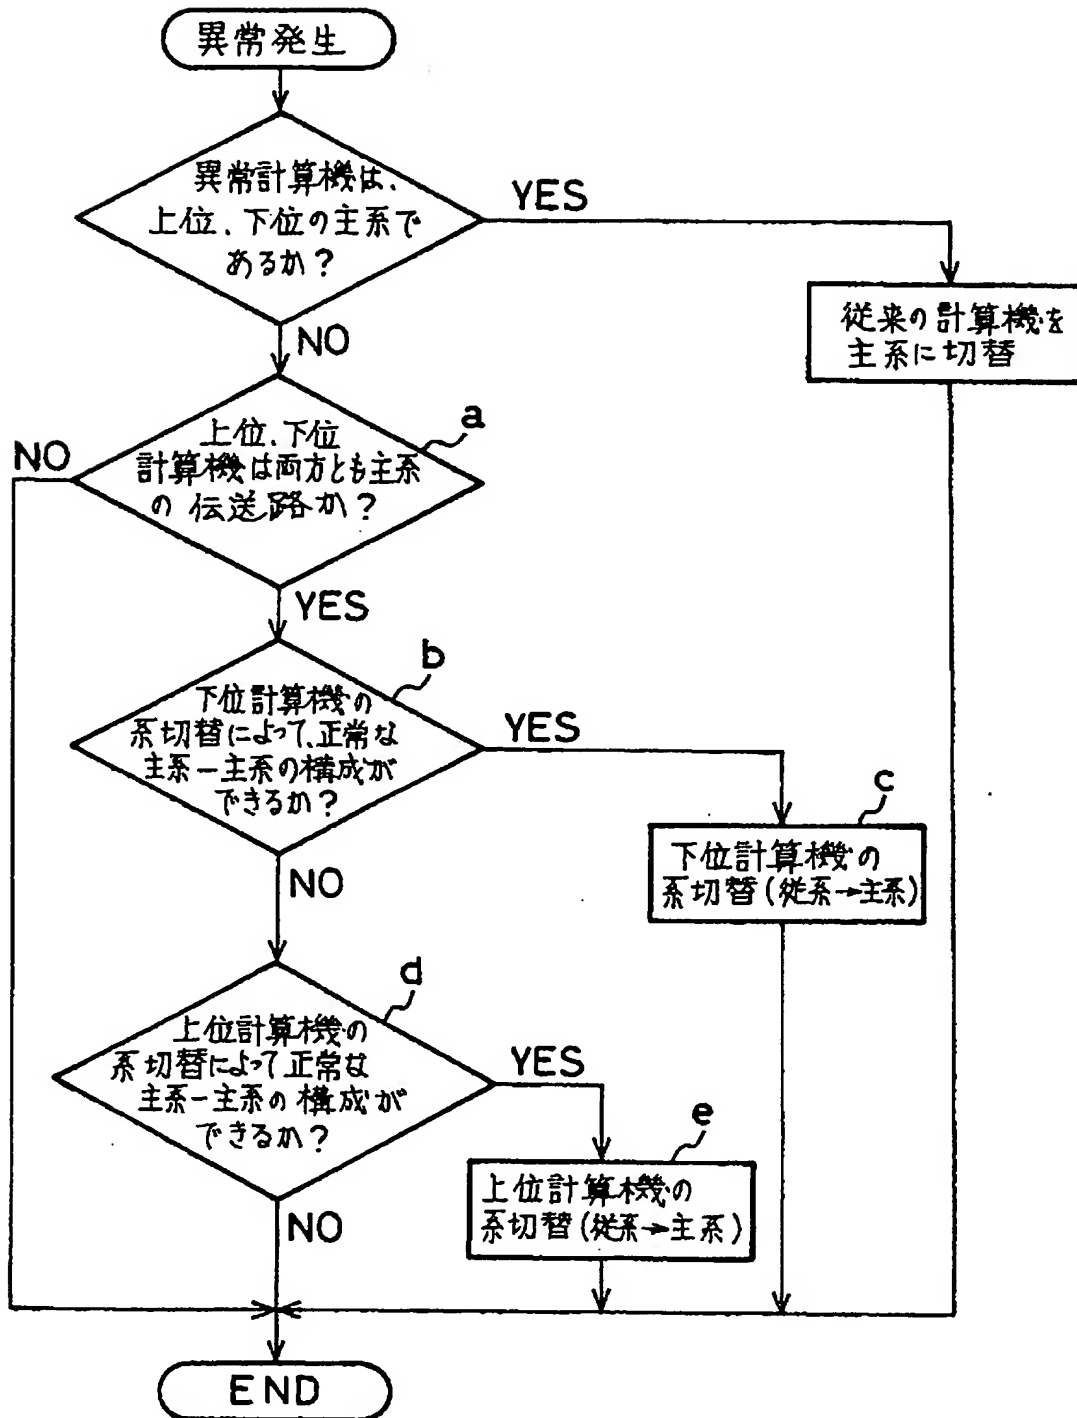 異常発生
異常計算機は、
上位、下位の主系で
あるか?
YES
NO
従来の計算機を
主系に切替
a
上位、下位
計算機は両方とも主系
の伝送路か?
NO
YES
b
下位計算機の
系切替によって、正常な
主系ー主系の構成が
できるか?
YES
NO
c
下位計算機の
系切替(従系→主系)
d
上位計算機の
系切替によって正常な
主系ー主系の構成が
できるか?
YES
NO
e
上位計算機の
系切替(従系→主系)
END